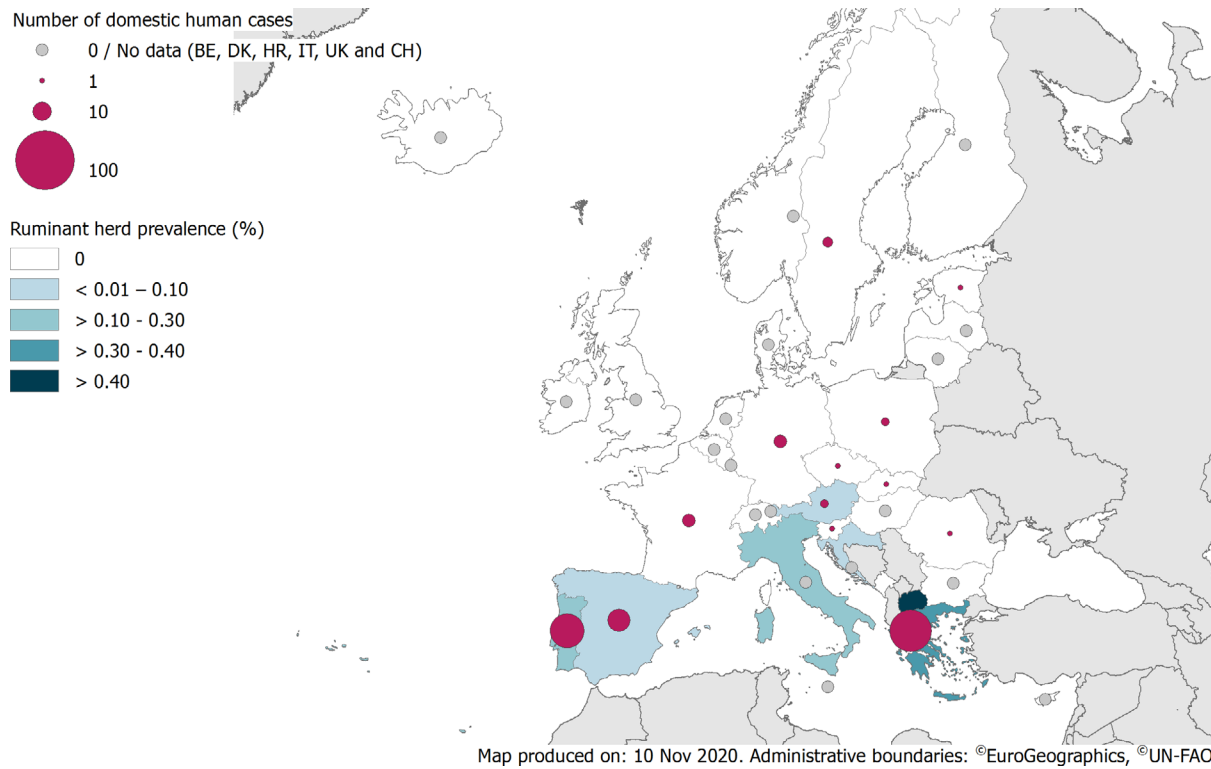 Number of domestic human cases
0 / No data (BE, DK, HR, IT, UK and CH)
1
10
100
Ruminant herd prevalence (%)
0
< 0.01 – 0.10
> 0.10 - 0.30
> 0.30 - 0.40
> 0.40
Map produced on: 10 Nov 2020. Administrative boundaries: ©EuroGeographics, ©UN-FAO